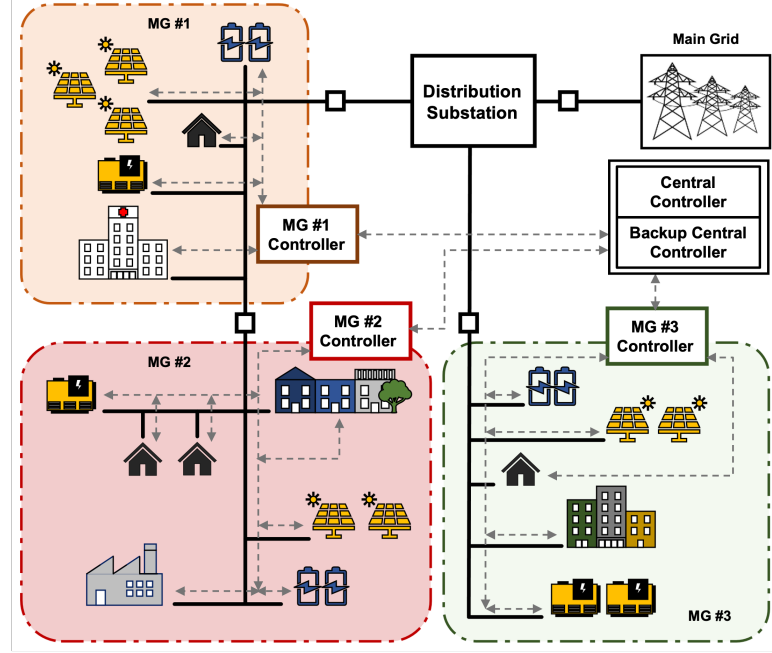 MG #1
Main Grid
Distribution
Substation
Central
Controller
Backup Central
Controller
MG #1
Controller
MG #2
Controller
MG #3
Controller
MG #2
MG #3